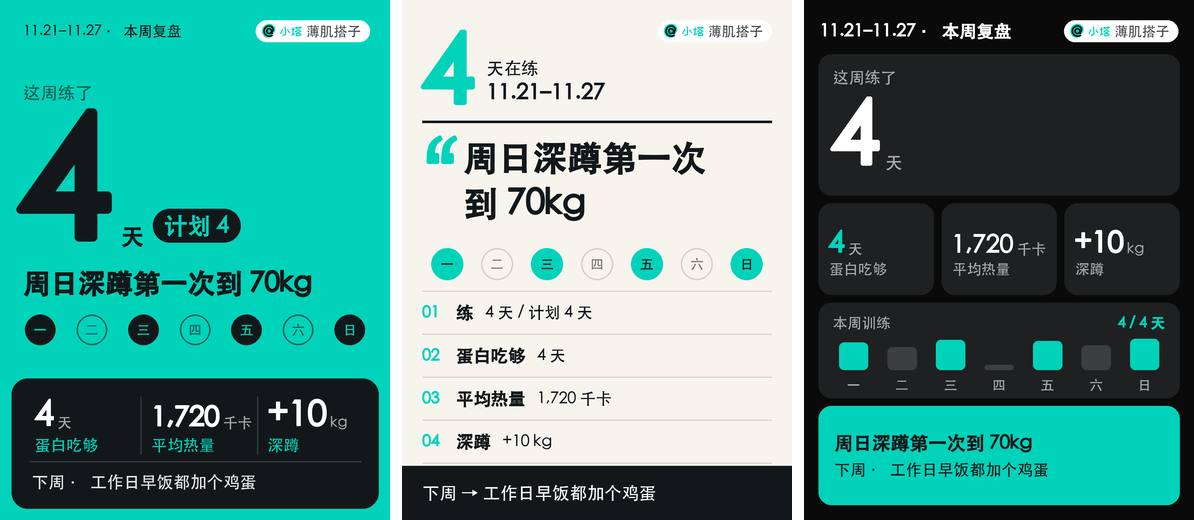 11.21–11.27 · 本周复盘
小塔 薄肌搭子
这周练了
4 天 计划 4
周日深蹲第一次到 70kg
一 二 三 四 五 六 日
4 天 1,720 千卡 +10 kg
蛋白吃够 平均热量 深蹲
下周 · 工作日早饭都加个鸡蛋
小塔 薄肌搭子
4 天在练
11.21–11.27
“ 周日深蹲第一次
到 70kg
一 二 三 四 五 六 日
01 练 4 天 / 计划 4 天
02 蛋白吃够 4 天
03 平均热量 1,720 千卡
04 深蹲 +10 kg
下周 → 工作日早饭都加个鸡蛋
11.21–11.27 · 本周复盘
小塔 薄肌搭子
这周练了
4 天
4 天 1,720 千卡 +10 kg
蛋白吃够 平均热量 深蹲
本周训练 4 / 4 天
一 二 三 四 五 六 日
周日深蹲第一次到 70kg
下周 · 工作日早饭都加个鸡蛋